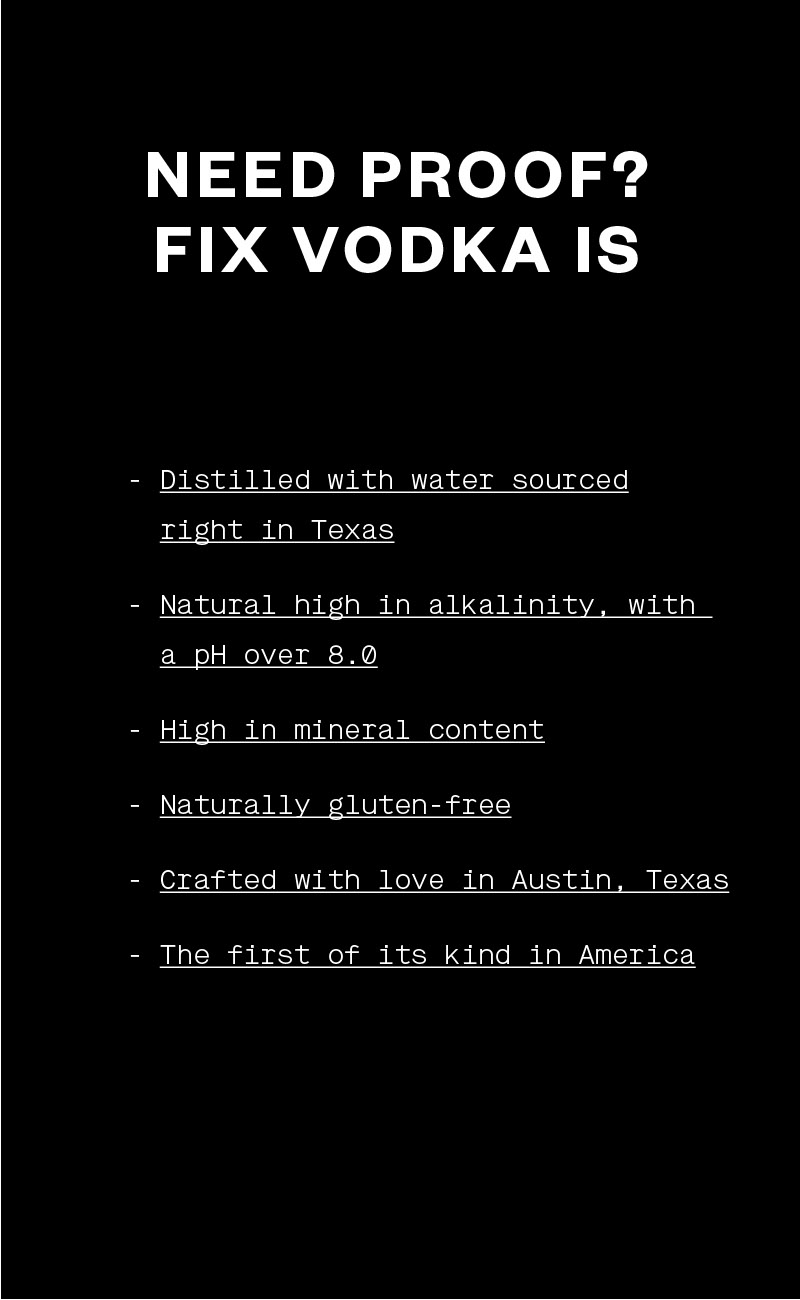 NEED PROOF?
FIX VODKA IS
- Distilled with water sourced
right in Texas
- Natural high in alkalinity, with
a pH over 8.0
- High in mineral content
- Naturally gluten-free
- Crafted with love in Austin, Texas
- The first of its kind in America